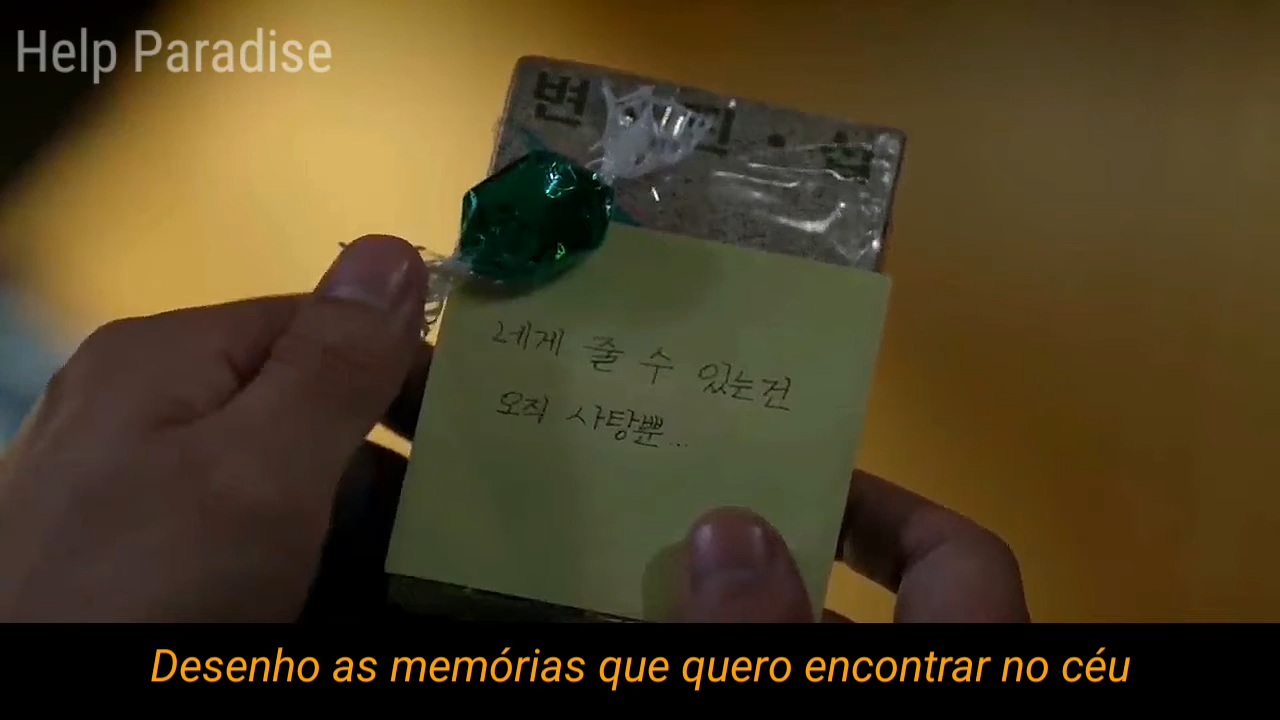 Help Paradise
변
네게 줄 수 있는건
오직 사탕뿐...
Desenho as memórias que quero encontrar no céu